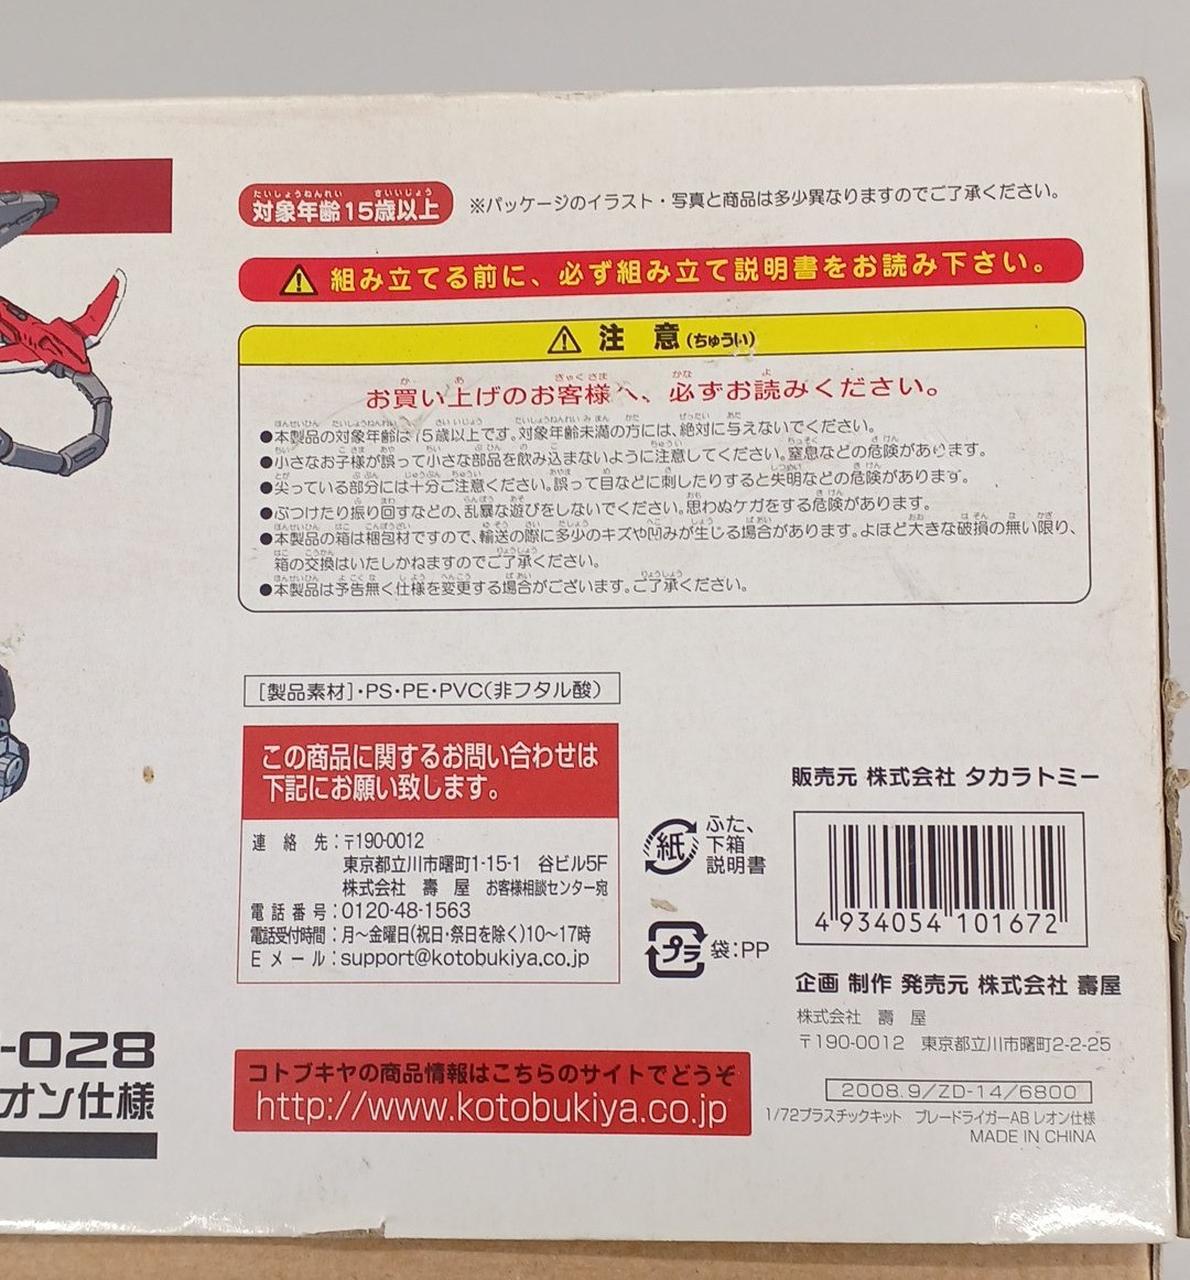 対象年齢15歳以上
※パッケージのイラスト・写真と商品は多少異なりますのでご了承ください。
組み立てる前に、必ず組み立て説明書をお読み下さい。
注 意(ちゅうい)
お買い上げのお客様へ、必ずお読みください。
●本製品の対象年齢は15歳以上です。対象年齢未満の方には、絶対に与えないでください。
●小さなお子様が誤って小さな部品を飲み込まないように注意してください。窒息などの危険があります。
●尖っている部分には十分ご注意ください。誤って目などに刺したりすると失明などの危険があります。
●ぶつけたり振り回すなどの、乱暴な遊びをしないでください。思わぬケガをする危険があります。
●本製品の箱は梱包材ですので、輸送の際に多少のキズや凹みが生じる場合があります。よほど大きな破損の無い限り、
箱の交換はいたしかねますのでご了承ください。
●本製品は予告無く仕様を変更する場合がございます。ご了承ください。
[製品素材]・PS・PE・PVC(非フタル酸)
この商品に関するお問い合わせは
下記にお願い致します。
連絡先:〒190-0012
東京都立川市曙町1-15-1 谷ビル5F
株式会社 壽屋 お客様相談センター宛
電話番号:0120-48-1563
電話受付時間:月〜金曜日(祝日・祭日を除く)10〜17時
Eメール:support@kotobukiya.co.jp
紙
ふた、
下箱
説明書
プラ
袋:PP
販売元 株式会社 タカラトミー
4 934054 101672
企画 制作 発売元 株式会社 壽屋
株式会社 壽屋
〒190-0012 東京都立川市曙町2-2-25
2008.9/ZD-14/6800
1/72プラスチックキット ブレードライガーAB レオン仕様
MADE IN CHINA
コトブキヤの商品情報はこちらのサイトでどうぞ
http://www.kotobukiya.co.jp
-028
オン仕様